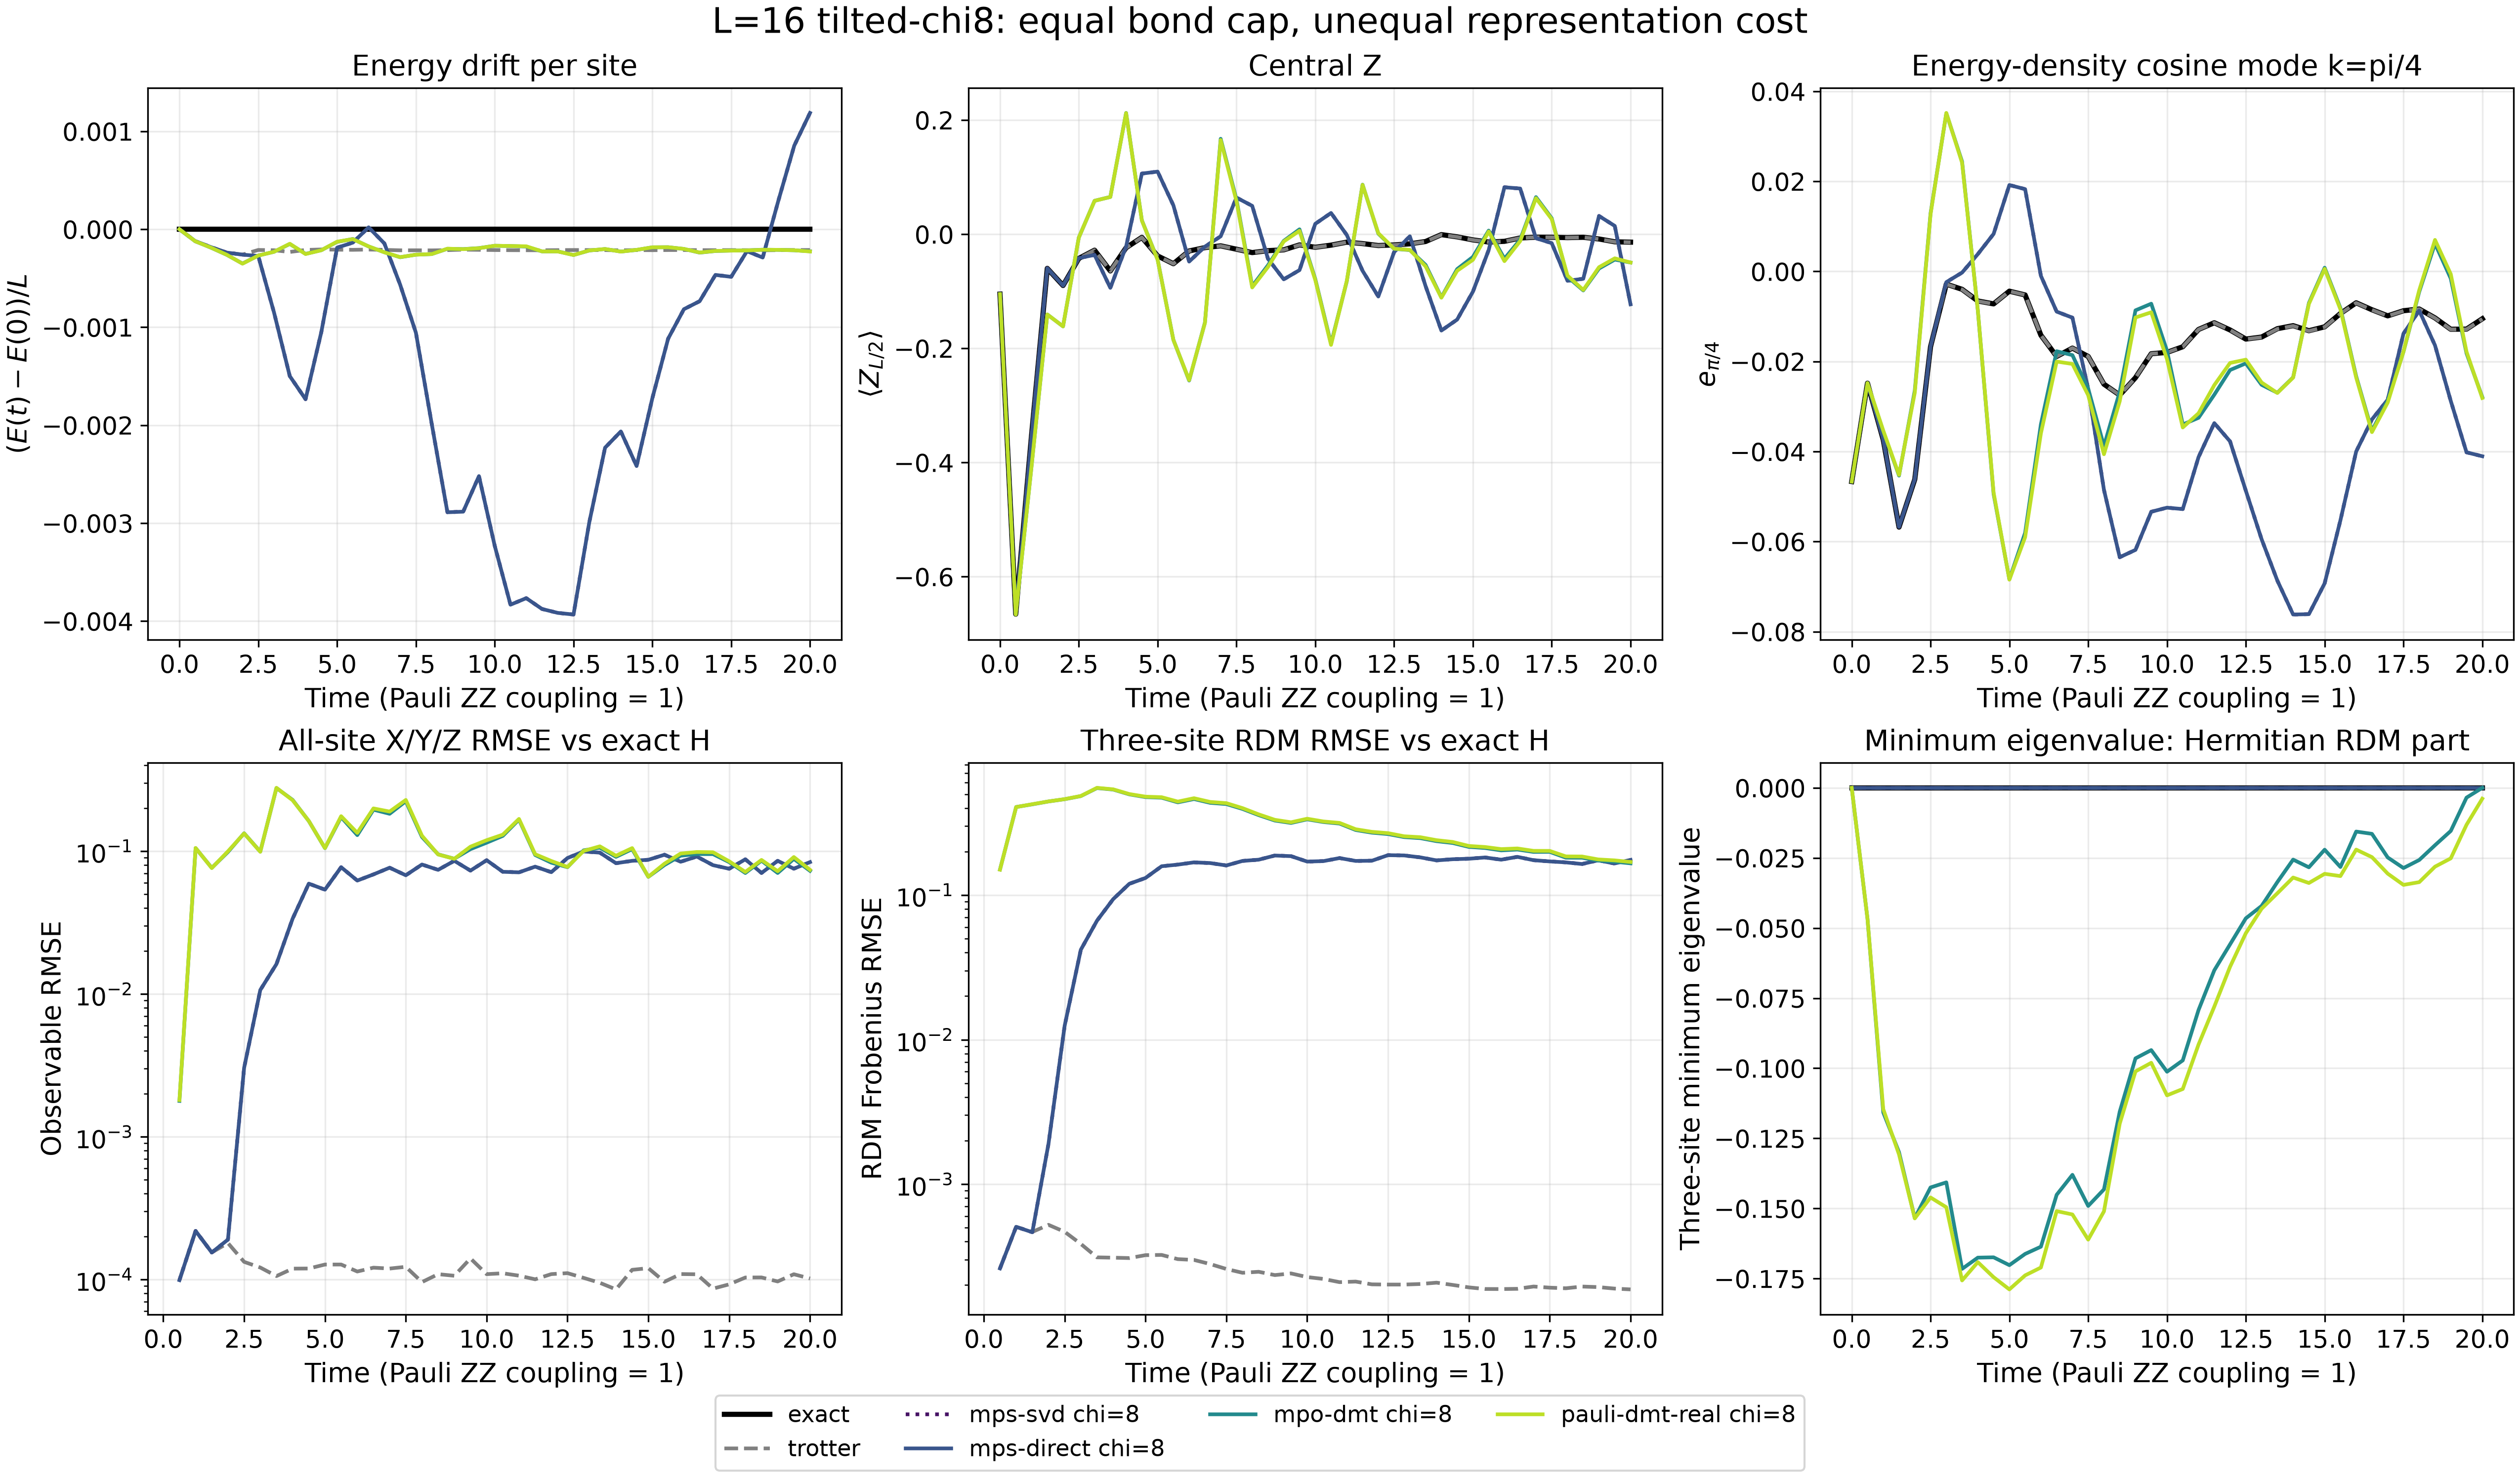 L=16 tilted-chi8: equal bond cap, unequal representation cost
Energy drift per site
(E(t) − E(0))/L
0.001
0.000
−0.001
−0.002
−0.003
−0.004
0.0 2.5 5.0 7.5 10.0 12.5 15.0 17.5 20.0
Time (Pauli ZZ coupling = 1)
Central Z
⟨Z_{L/2}⟩
0.2
0.0
−0.2
−0.4
−0.6
0.0 2.5 5.0 7.5 10.0 12.5 15.0 17.5 20.0
Time (Pauli ZZ coupling = 1)
Energy-density cosine mode k=pi/4
e_{π/4}
0.04
0.02
0.00
−0.02
−0.04
−0.06
−0.08
0.0 2.5 5.0 7.5 10.0 12.5 15.0 17.5 20.0
Time (Pauli ZZ coupling = 1)
All-site X/Y/Z RMSE vs exact H
Observable RMSE
10^{−1}
10^{−2}
10^{−3}
10^{−4}
0.0 2.5 5.0 7.5 10.0 12.5 15.0 17.5 20.0
Time (Pauli ZZ coupling = 1)
Three-site RDM RMSE vs exact H
RDM Frobenius RMSE
10^{−1}
10^{−2}
10^{−3}
0.0 2.5 5.0 7.5 10.0 12.5 15.0 17.5 20.0
Time (Pauli ZZ coupling = 1)
Minimum eigenvalue: Hermitian RDM part
Three-site minimum eigenvalue
0.000
−0.025
−0.050
−0.075
−0.100
−0.125
−0.150
−0.175
0.0 2.5 5.0 7.5 10.0 12.5 15.0 17.5 20.0
Time (Pauli ZZ coupling = 1)
exact
trotter
mps-svd chi=8
mps-direct chi=8
mpo-dmt chi=8
pauli-dmt-real chi=8